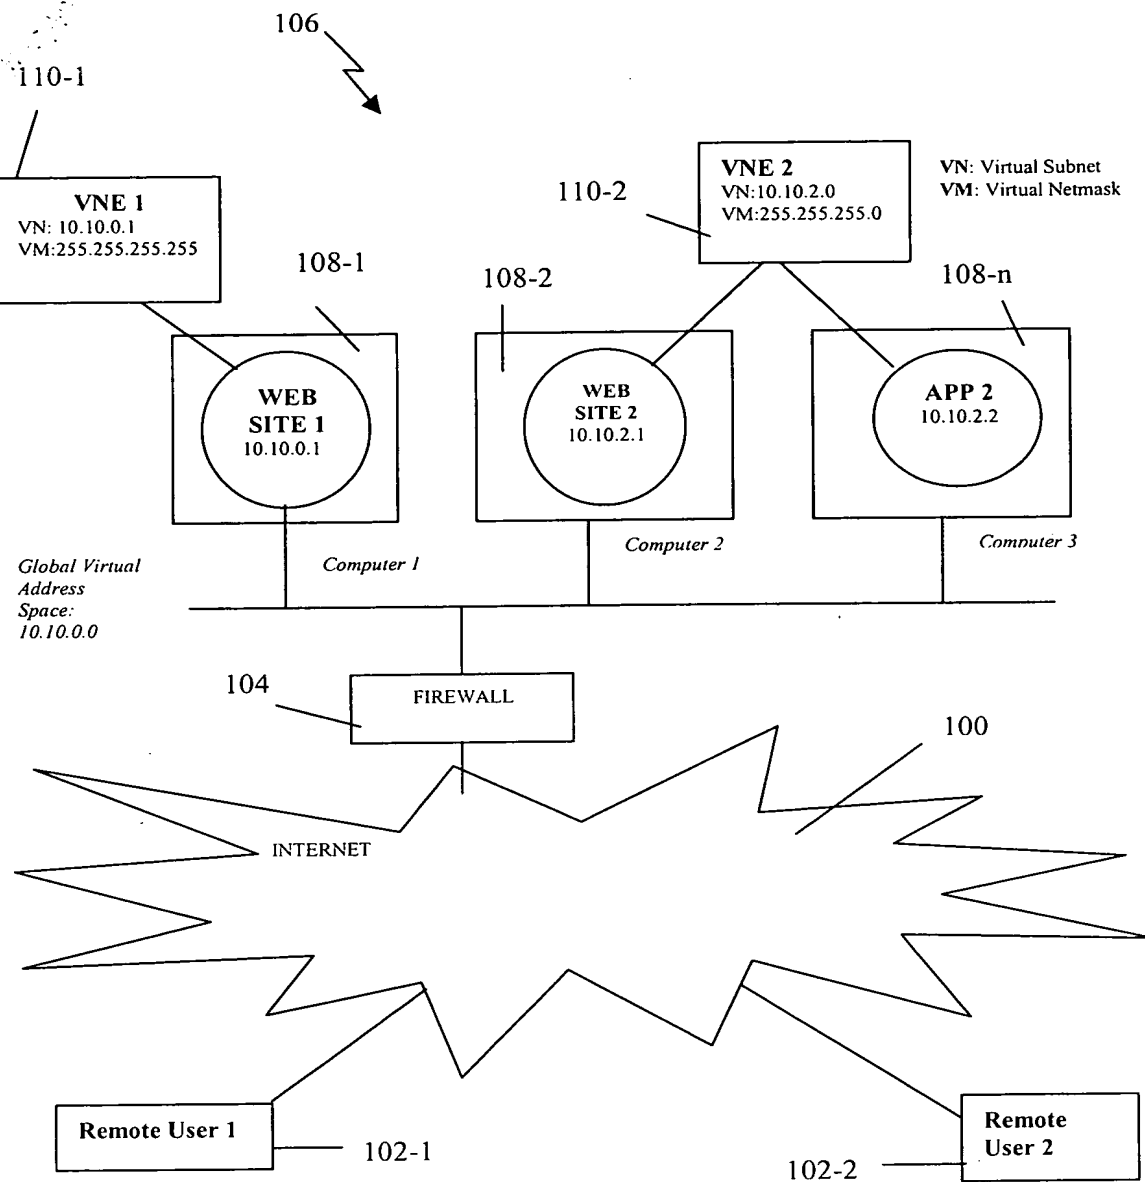 106
110-1
VNE 1
VN: 10.10.0.1
VM:255.255.255.255
VNE 2
VN:10.10.2.0
VM:255.255.255.0
110-2
VN: Virtual Subnet
VM: Virtual Netmask
108-1
108-2
108-n
WEB
SITE 1
10.10.0.1
WEB
SITE 2
10.10.2.1
APP 2
10.10.2.2
Computer 1
Computer 2
Computer 3
Global Virtual
Address
Space:
10.10.0.0
104
FIREWALL
100
INTERNET
Remote User 1
102-1
Remote
User 2
102-2